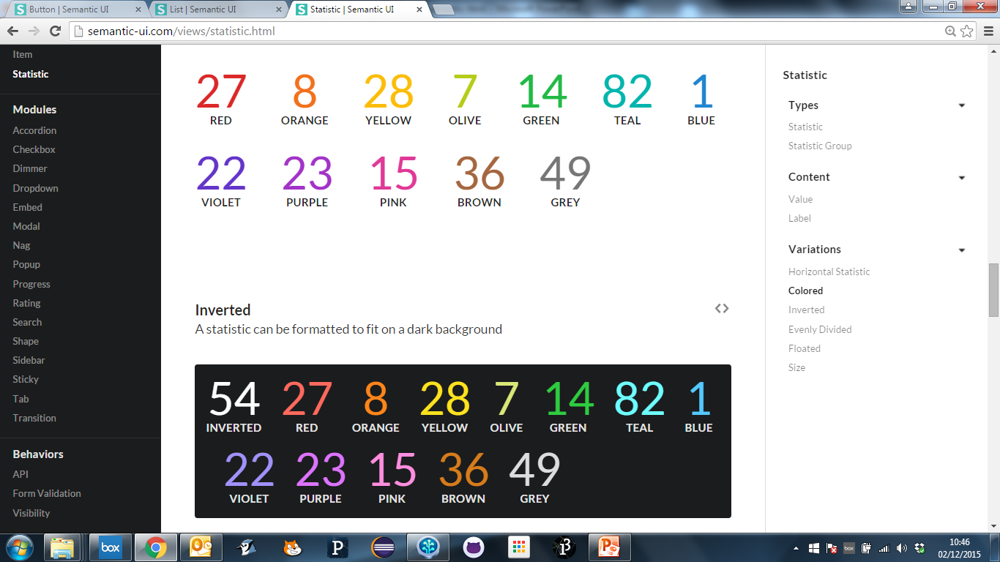 Button | Semantic UI
List | Semantic UI
Statistic | Semantic UI
semantic-ui.com/views/statistic.html
Item
Statistic
Modules
Accordion
Checkbox
Dimmer
Dropdown
Embed
Modal
Nag
Popup
Progress
Rating
Search
Shape
Sidebar
Sticky
Tab
Transition
Behaviors
API
Form Validation
Visibility
27 8 28 7 14 82 1
RED ORANGE YELLOW OLIVE GREEN TEAL BLUE
22 23 15 36 49
VIOLET PURPLE PINK BROWN GREY
Inverted
A statistic can be formatted to fit on a dark background
54 27 8 28 7 14 82 1
INVERTED RED ORANGE YELLOW OLIVE GREEN TEAL BLUE
22 23 15 36 49
VIOLET PURPLE PINK BROWN GREY
Statistic
Types
Statistic
Statistic Group
Content
Value
Label
Variations
Horizontal Statistic
Colored
Inverted
Evenly Divided
Floated
Size
box
box
10:46
02/12/2015